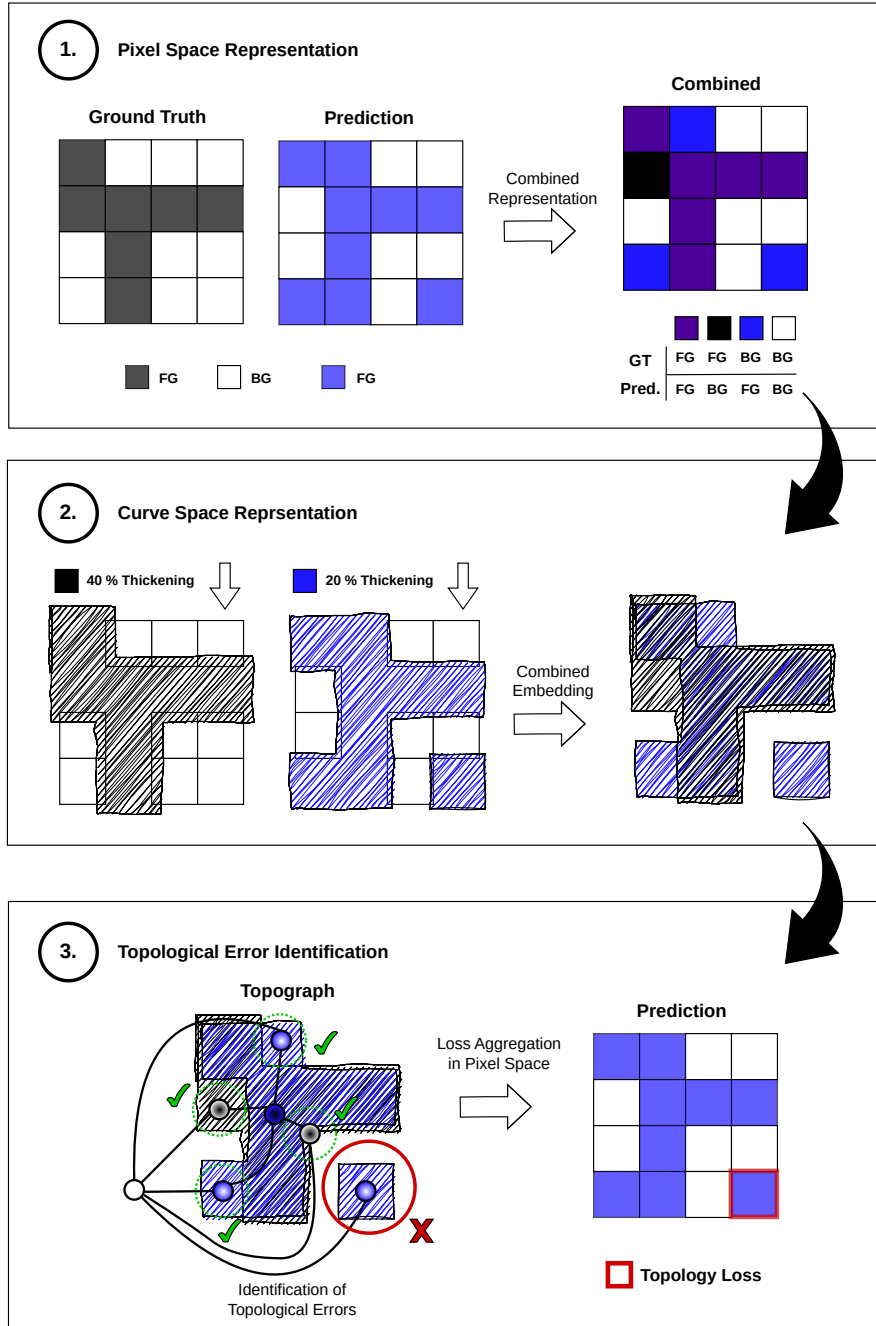 1. Pixel Space Representation
Ground Truth
Prediction
Combined
Representation
Combined
FG
BG
FG
GT FG FG BG BG
Pred. FG BG FG BG
2. Curve Space Reprsentation
40 % Thickening
20 % Thickening
Combined
Embedding
3. Topological Error Identification
Topograph
Loss Aggregation
in Pixel Space
Prediction
X
Identification of
Topological Errors
Topology Loss